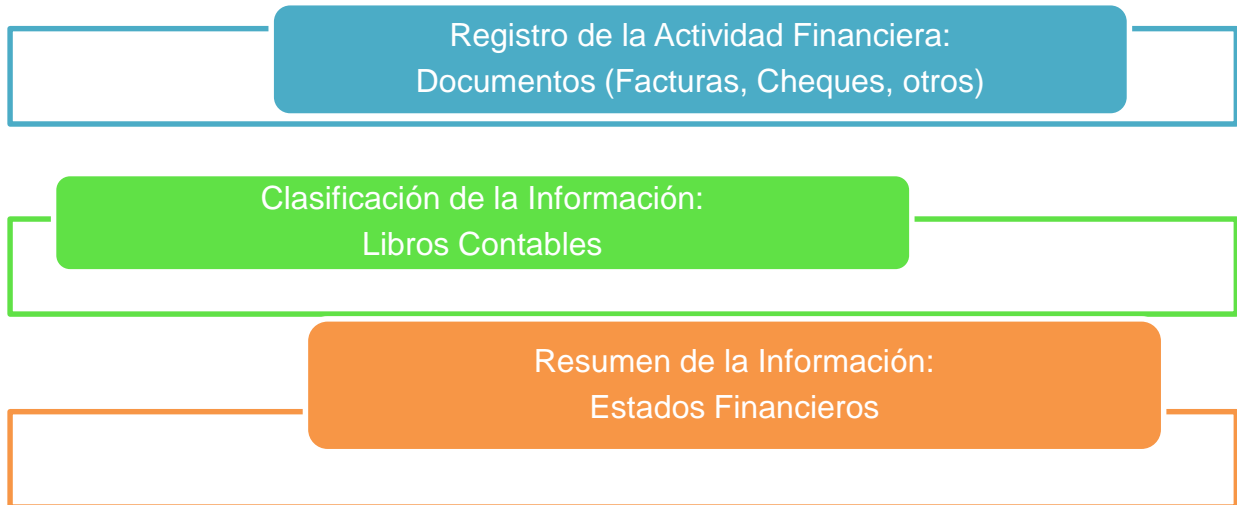 Registro de la Actividad Financiera:
Documentos (Facturas, Cheques, otros)
Clasificación de la Información:
Libros Contables
Resumen de la Información:
Estados Financieros